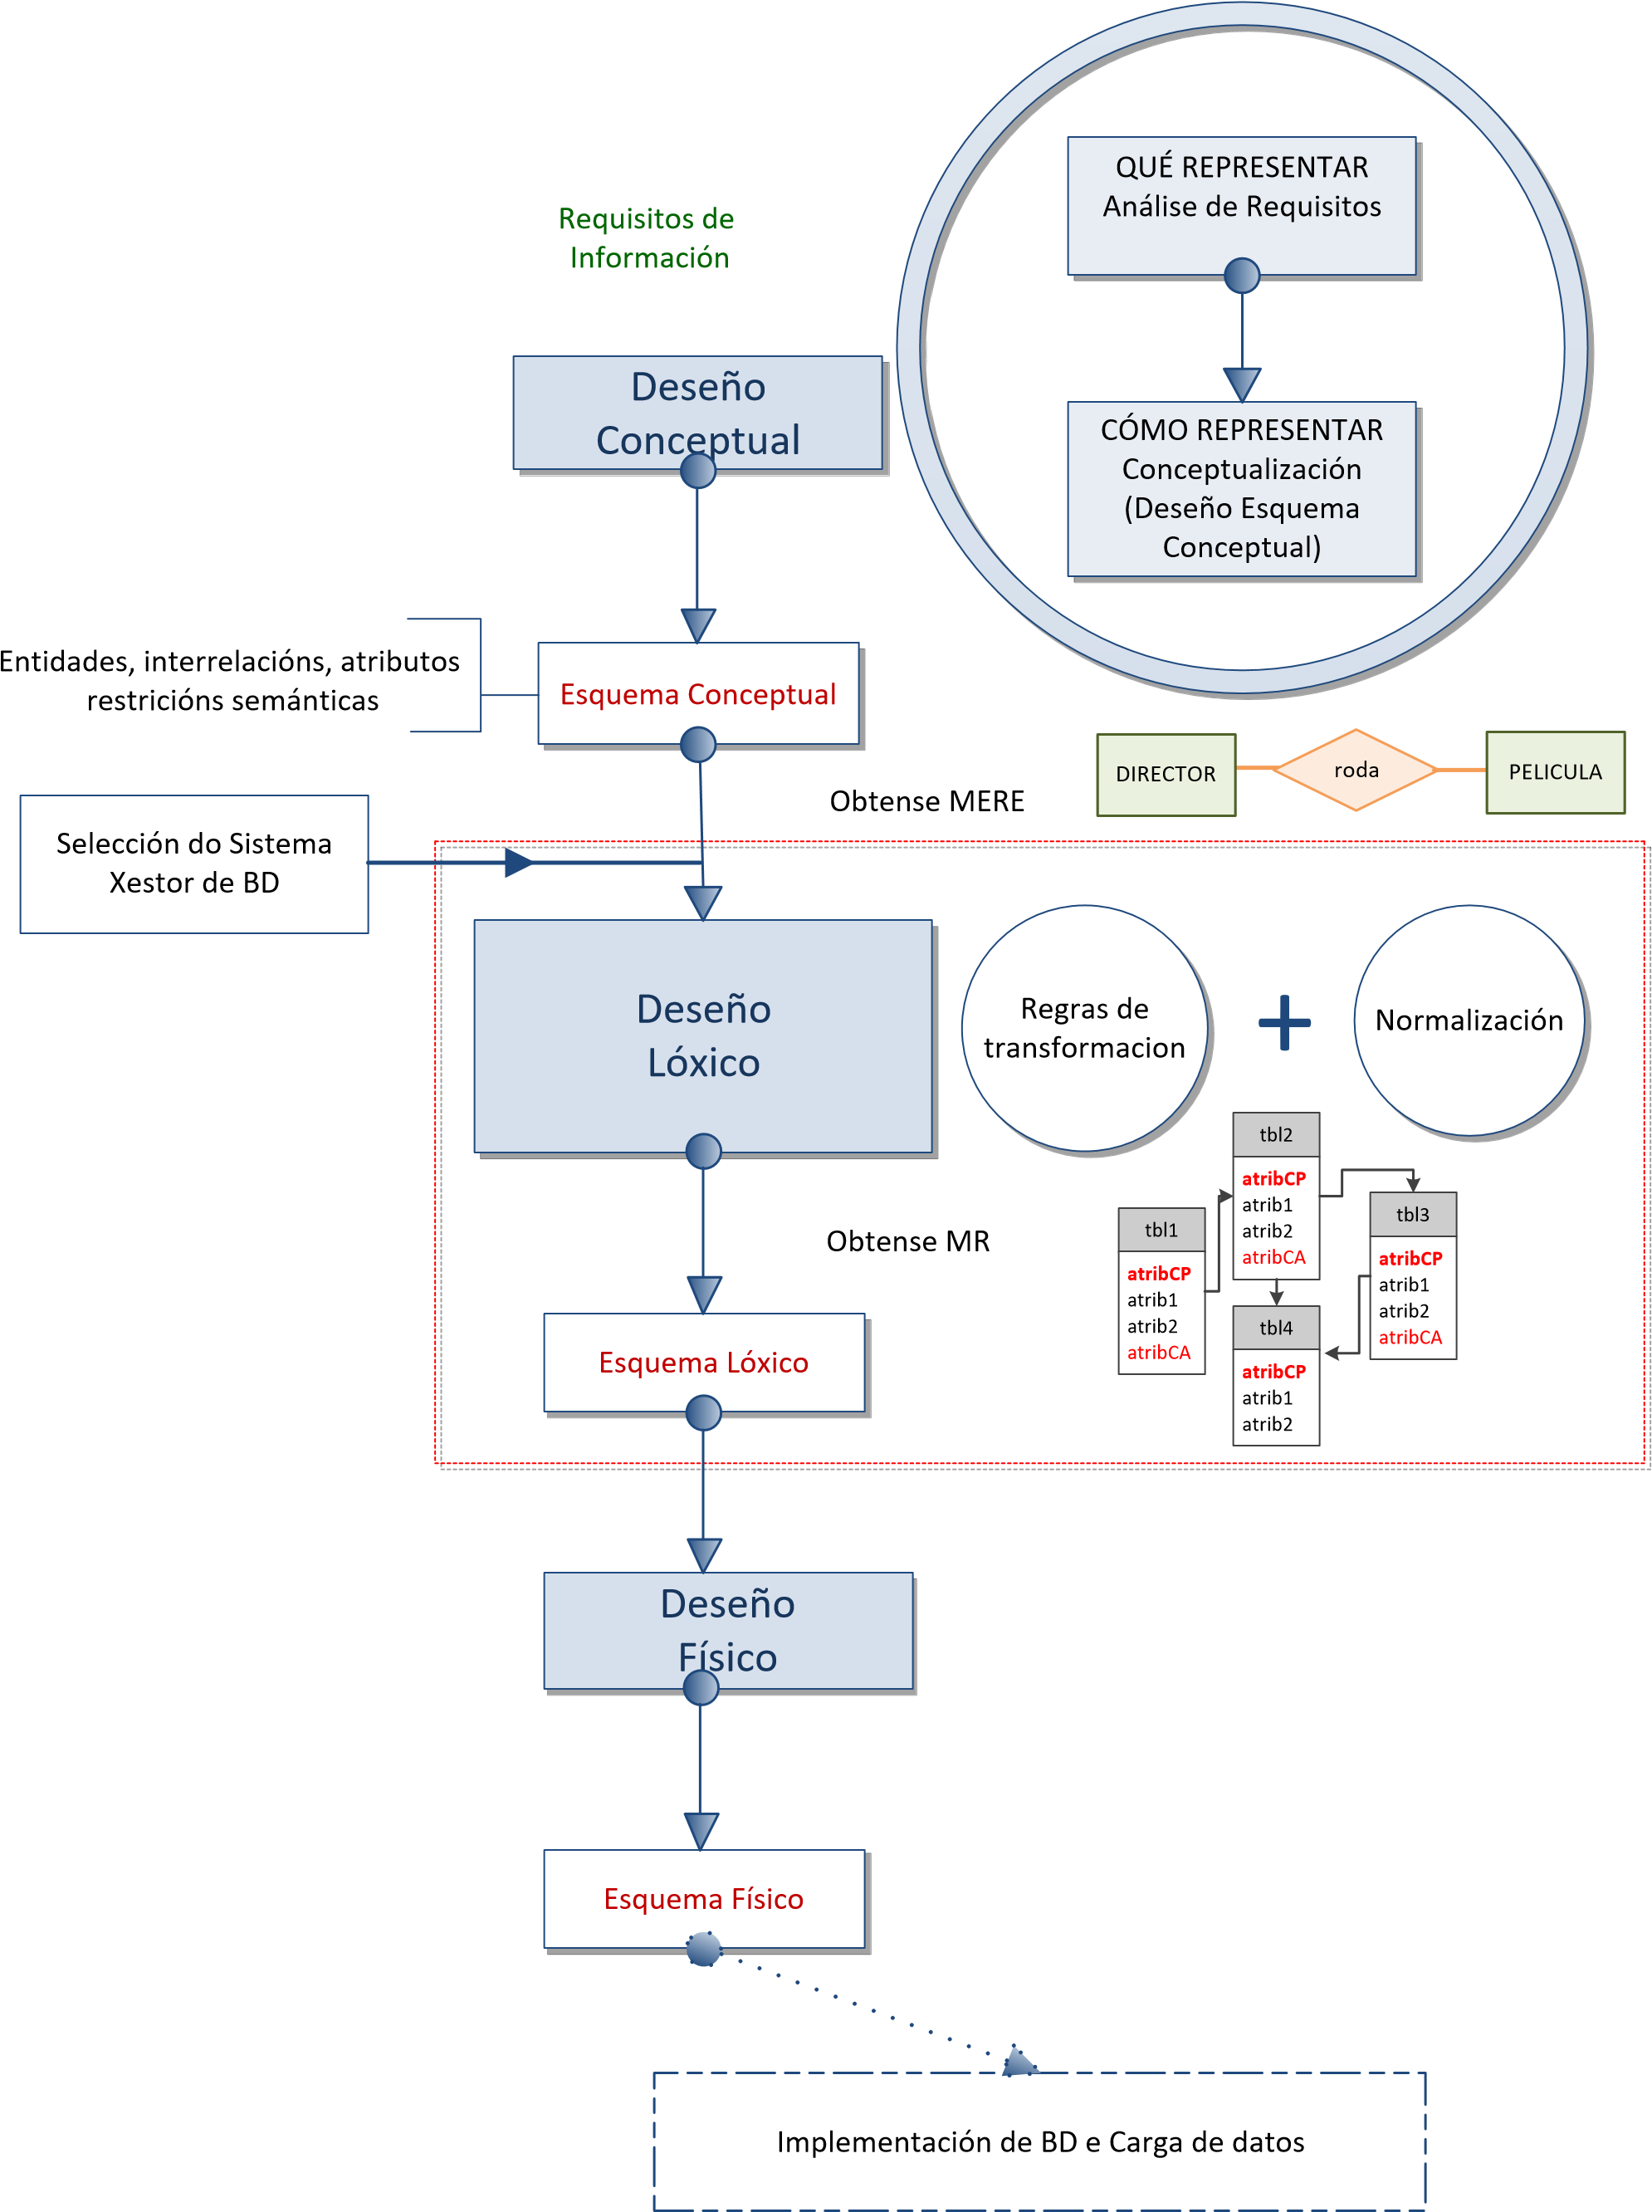 QUÉ REPRESENTAR
Análise de Requisitos
Requisitos de
Información
Deseño
Conceptual
CÓMO REPRESENTAR
Conceptualización
(Deseño Esquema
Conceptual)
Entidades, interrelacións, atributos
restricións semánticas
Esquema Conceptual
DIRECTOR
roda
PELICULA
Obtense MERE
Selección do Sistema
Xestor de BD
Deseño
Lóxico
Regras de
transformacion
+
Normalización
Obtense MR
tbl1
atribCP
atrib1
atrib2
atribCA
tbl2
atribCP
atrib1
atrib2
atribCA
tbl3
atribCP
atrib1
atrib2
atribCA
tbl4
atribCP
atrib1
atrib2
Esquema Lóxico
Deseño
Físico
Esquema Físico
Implementación de BD e Carga de datos